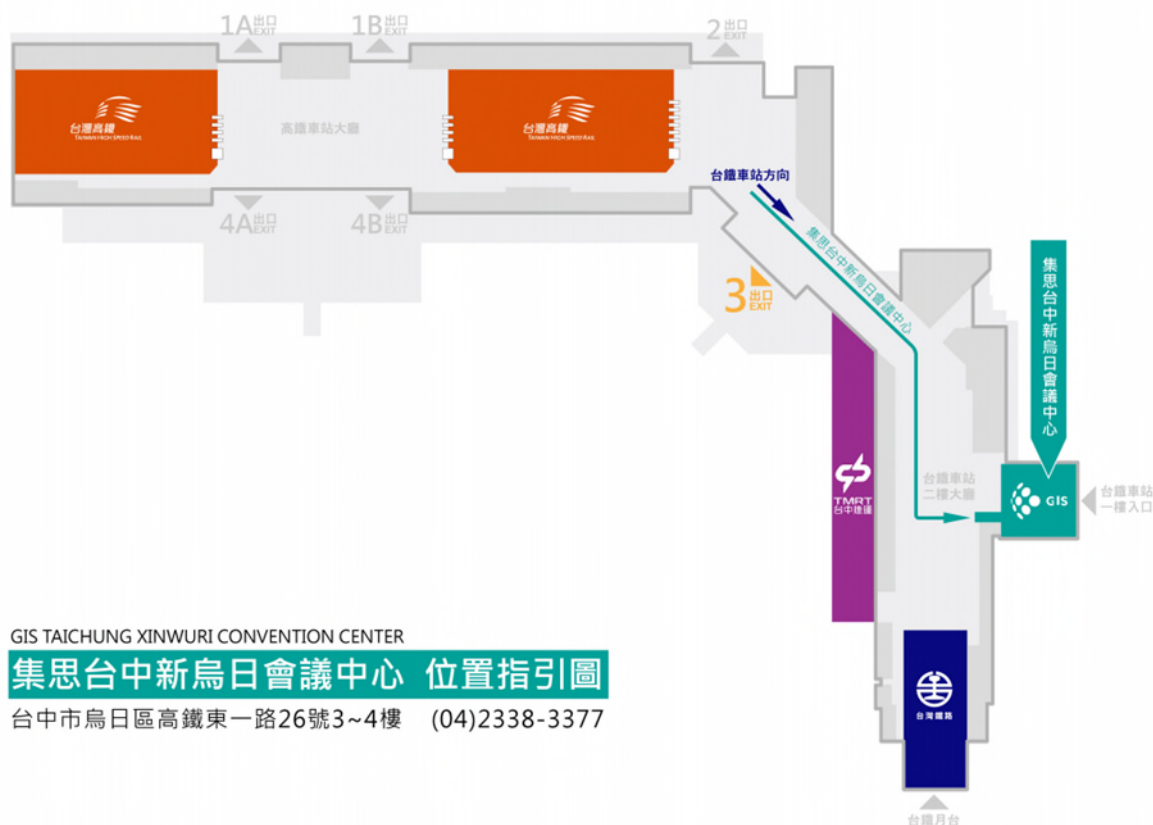 1A出口
EXIT
1B出口
EXIT
2出口
EXIT
台灣高鐵
TAIWAN HIGH SPEED RAIL
高鐵車站大廳
台灣高鐵
TAIWAN HIGH SPEED RAIL
台鐵車站方向
4A出口
EXIT
4B出口
EXIT
集思台中新烏日會議中心
3出口
EXIT
集思台中新烏日會議中心
TMRT
台中捷運
台鐵車站
二樓大廳
GIS
台鐵車站
一樓入口
GIS TAICHUNG XINWURI CONVENTION CENTER
集思台中新烏日會議中心 位置指引圖
台中市烏日區高鐵東一路26號3~4樓 (04)2338-3377
台灣鐵路
台鐵月台